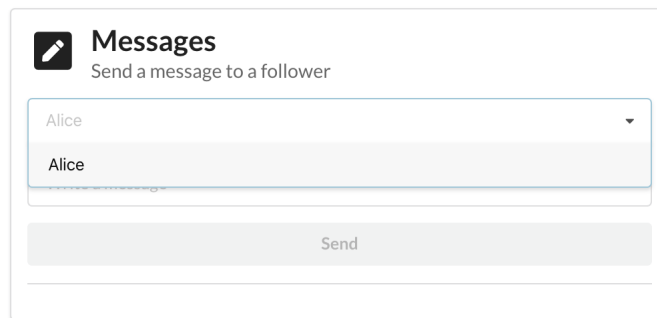 Messages
Send a message to a follower
Alice
Alice
Send